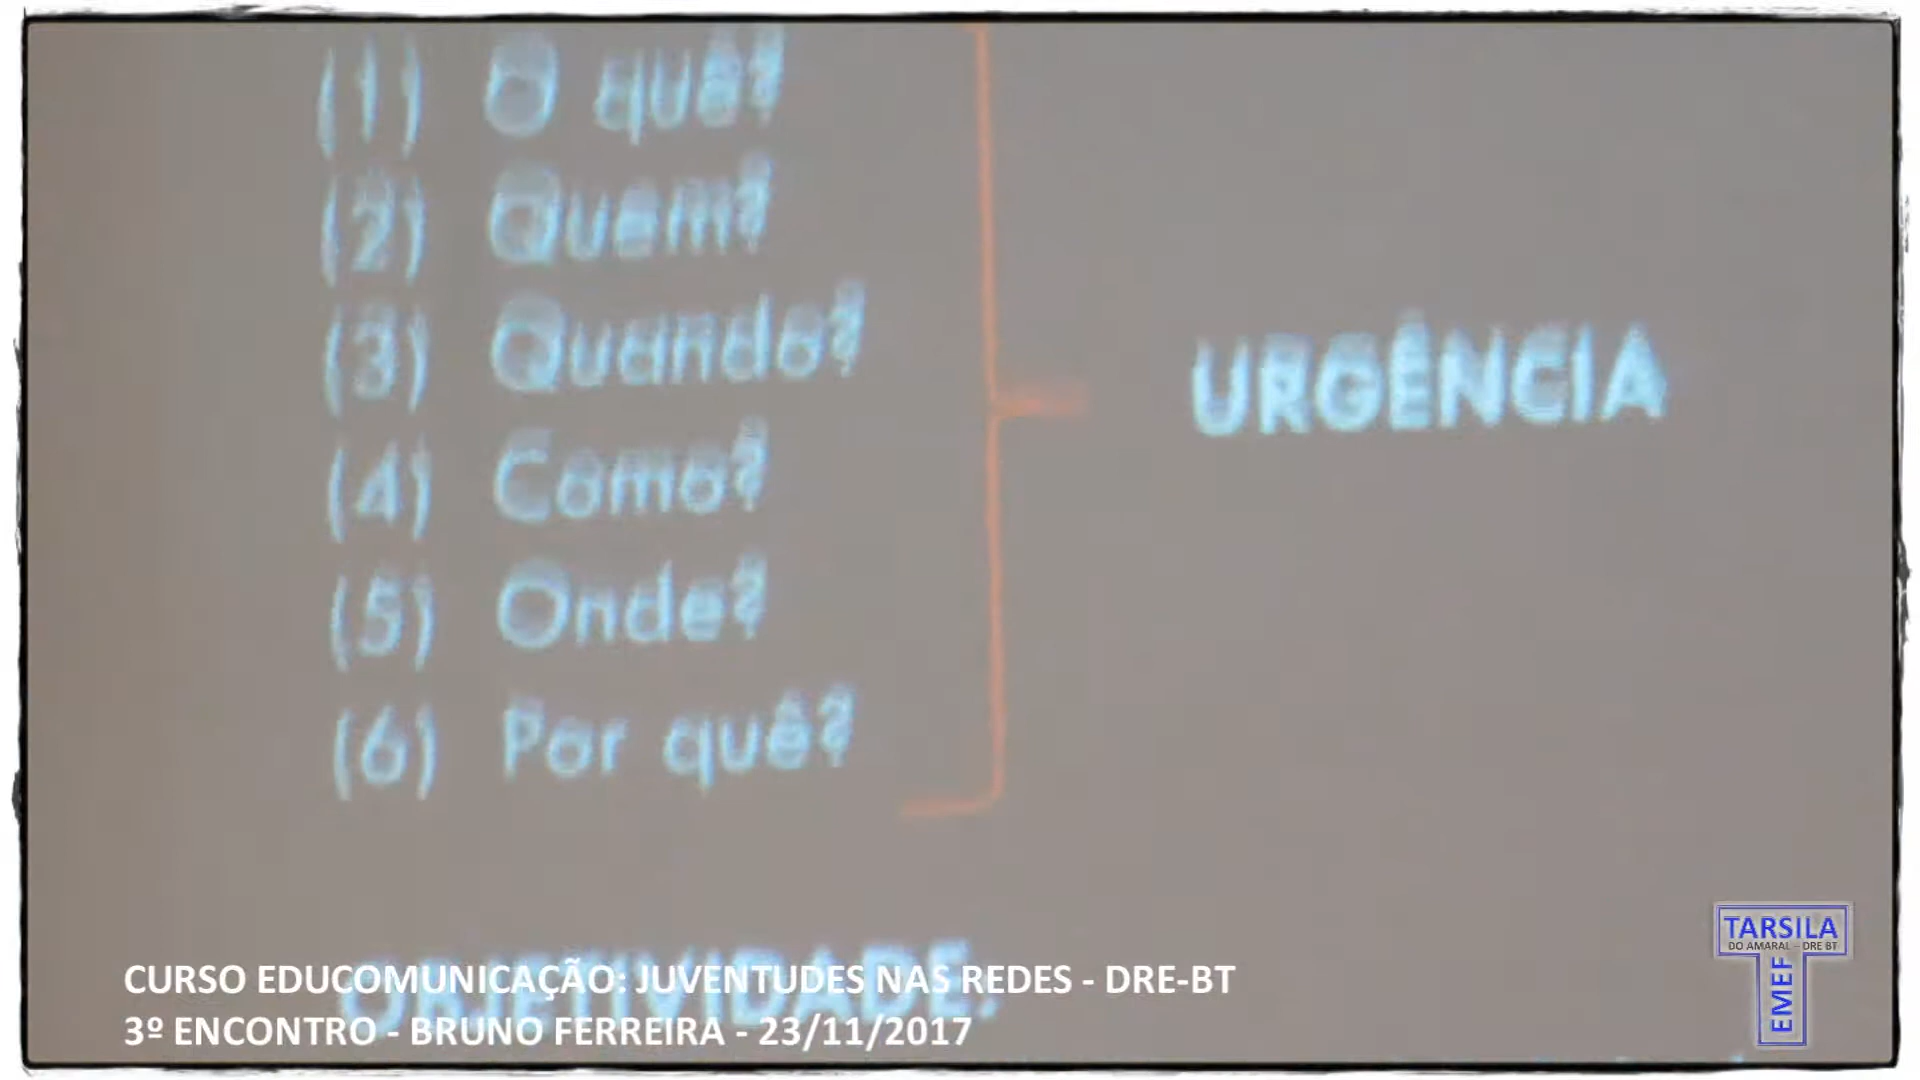 (1) O quê?
(2) Quem?
(3) Quando?
(4) Como?
(5) Onde?
(6) Por quê?
URGÊNCIA
OBJETIVIDADE.
CURSO EDUCOMUNICAÇÃO: JUVENTUDES NAS REDES - DRE-BT
3º ENCONTRO - BRUNO FERREIRA - 23/11/2017
TARSILA
DO AMARAL - DRE BT
EMEF